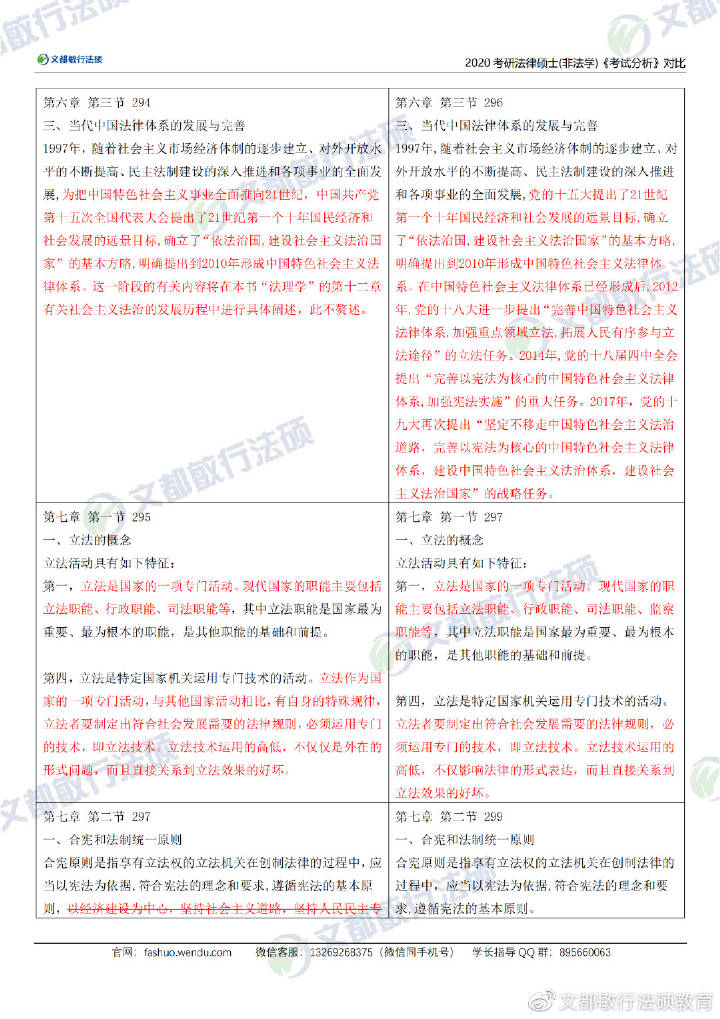 文都敏行法硕
2020考研法律硕士(非法学)《考试分析》对比
第六章 第三节 294
三、当代中国法律体系的发展与完善
1997年，随着社会主义市场经济体制的逐步建立、对外开放水
平的不断提高、民主法制建设的深入推进和各项事业的全面发
展,为把中国特色社会主义事业全面推向21世纪，中国共产党
第十五次全国代表大会提出了21世纪第一个十年国民经济和
社会发展的远景目标,确立了“依法治国,建设社会主义法治国
家”的基本方略,明确提出到2010年形成中国特色社会主义法
律体系。这一阶段的有关内容将在本书“法理学”的第十二章
有关社会主义法治的发展历程中进行具体阐述，此不赘述。
第六章 第三节 296
三、当代中国法律体系的发展与完善
1997年,随着社会主义市场经济体制的逐步建立、对
外开放水平的不断提高、民主法制建设的深入推进
和各项事业的全面发展,党的十五大提出了21世纪
第一个十年国民经济和社会发展的远景目标,确立
了“依法治国,建设社会主义法治国家”的基本方略,
明确提出到2010年形成中国特色社会主义法律体
系。在中国特色社会主义法律体系已经形成后,2012
年,党的十八大进一步提出“完善中国特色社会主义
法律体系,加强重点领域立法,拓展人民有序参与立
法途径”的立法任务。2014年,党的十八届四中全会
提出“完善以宪法为核心的中国特色社会主义法律
体系,加强宪法实施”的重大任务。2017年，党的十
九大再次提出“坚定不移走中国特色社会主义法治
道路，完善以宪法为核心的中国特色社会主义法律
体系，建设中国特色社会主义法治体系，建设社会
主义法治国家”的战略任务。
第七章 第一节 295
一、立法的概念
立法活动具有如下特征：
第一，立法是国家的一项专门活动。现代国家的职能主要包括
立法职能、行政职能、司法职能等，其中立法职能是国家最为
重要、最为根本的职能，是其他职能的基础和前提。
第四，立法是特定国家机关运用专门技术的活动。立法作为国
家的一项专门活动,与其他国家活动相比,有自身的特殊规律,
立法者要制定出符合社会发展需要的法律规则，必须运用专门
的技术，即立法技术。立法技术运用的高低，不仅仅是外在的
形式问题，而且直接关系到立法效果的好坏。
第七章 第一节 297
一、立法的概念
立法活动具有如下特征：
第一，立法是国家的一项专门活动。现代国家的职
能主要包括立法职能、行政职能、司法职能、监察
职能等，其中立法职能是国家最为重要、最为根本
的职能，是其他职能的基础和前提。
第四，立法是特定国家机关运用专门技术的活动。
立法者要制定出符合社会发展需要的法律规则，必
须运用专门的技术，即立法技术。立法技术运用的
高低，不仅影响法律的形式表达，而且直接关系到
立法效果的好坏。
第七章 第二节 297
一、合宪和法制统一原则
合宪原则是指享有立法权的立法机关在创制法律的过程中，应
当以宪法为依据,符合宪法的理念和要求,遵循宪法的基本原
则，以经济建设为中心，坚持社会主义道路，坚持人民民主专
第七章 第二节 299
一、合宪和法制统一原则
合宪原则是指享有立法权的立法机关在创制法律的
过程中，应当以宪法为依据,符合宪法的理念和要
求,遵循宪法的基本原则。
官网：fashuo.wendu.com 微信客服：13269268375（微信同手机号） 学长指导QQ群：895660063
@文都敏行法硕教育